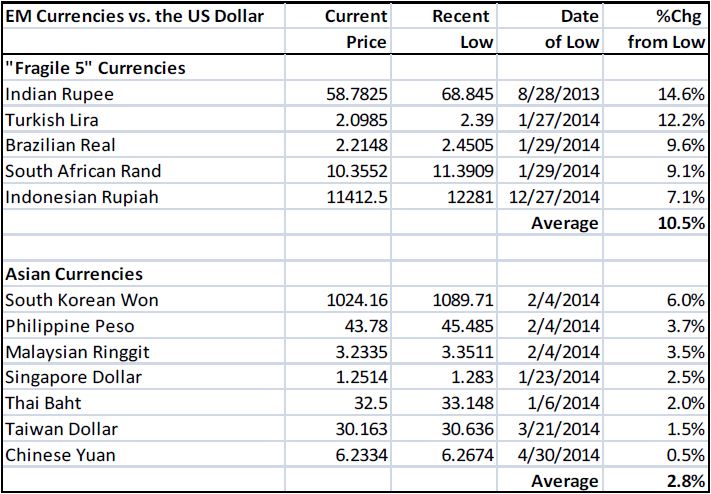 EM Currencies vs. the US Dollar Current Recent Date %Chg
Price Low of Low from Low
"Fragile 5" Currencies
Indian Rupee 58.7825 68.845 8/28/2013 14.6%
Turkish Lira 2.0985 2.39 1/27/2014 12.2%
Brazilian Real 2.2148 2.4505 1/29/2014 9.6%
South African Rand 10.3552 11.3909 1/29/2014 9.1%
Indonesian Rupiah 11412.5 12281 12/27/2014 7.1%
Average 10.5%
Asian Currencies
South Korean Won 1024.16 1089.71 2/4/2014 6.0%
Philippine Peso 43.78 45.485 2/4/2014 3.7%
Malaysian Ringgit 3.2335 3.3511 2/4/2014 3.5%
Singapore Dollar 1.2514 1.283 1/23/2014 2.5%
Thai Baht 32.5 33.148 1/6/2014 2.0%
Taiwan Dollar 30.163 30.636 3/21/2014 1.5%
Chinese Yuan 6.2334 6.2674 4/30/2014 0.5%
Average 2.8%